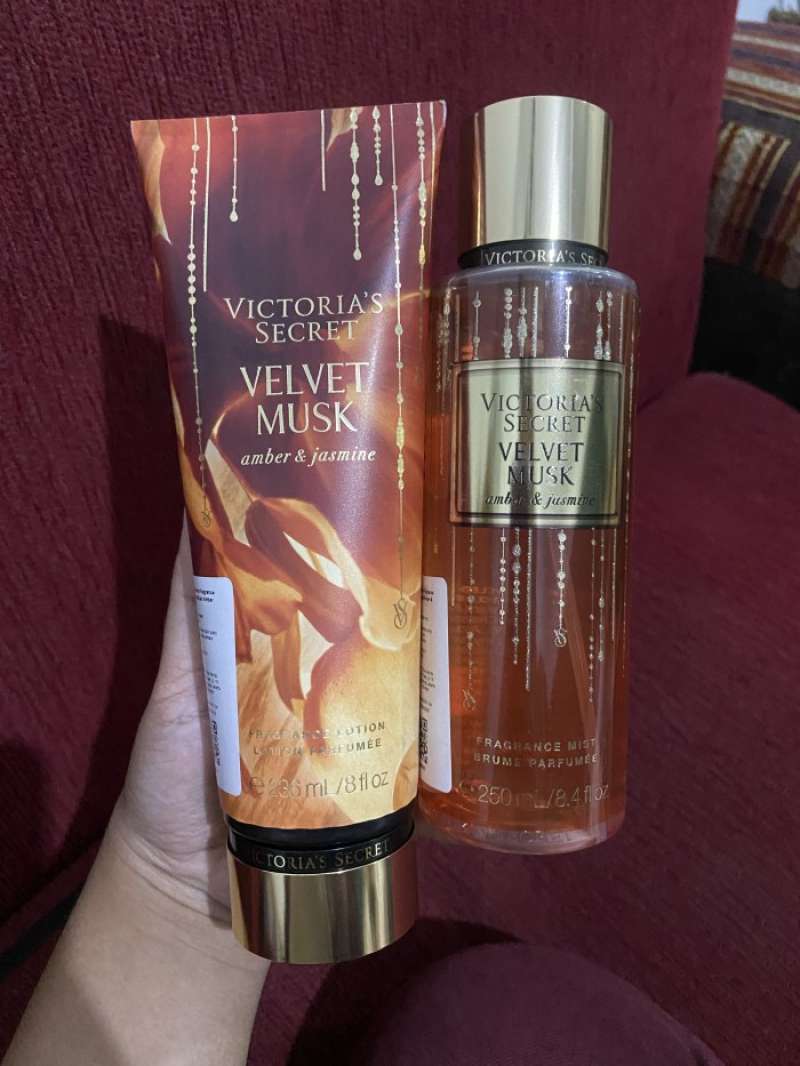 VICTORIA'S
SECRET
VELVET
MUSK
amber & jasmine
FRAGRANCE LOTION
LOTION PARFUMÉE
℮ 236 mL/8 fl oz
VICTORIA'S SECRET
VICTORIA'S SEC
VICTORIA'S
SECRET
VELVET
MUSK
amber & jasmine
FRAGRANCE MIST
BRUME PARFUMÉE
℮ 250 mL/8.4 fl oz